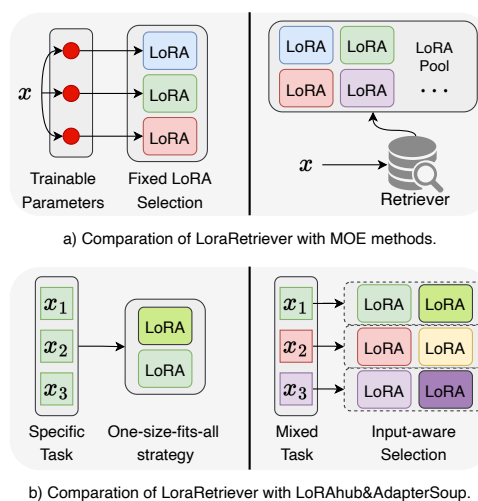 x
LoRA
LoRA
LoRA
Trainable
Parameters
Fixed LoRA
Selection
LoRA
LoRA
LoRA
LoRA
LoRA
Pool
...
x
Retriever
a) Comparation of LoraRetriever with MOE methods.
x1
x2
x3
LoRA
LoRA
Specific
Task
One-size-fits-all
strategy
x1
x2
x3
LoRA
LoRA
LoRA
LoRA
LoRA
LoRA
Mixed
Task
Input-aware
Selection
b) Comparation of LoraRetriever with LoRAhub&AdapterSoup.